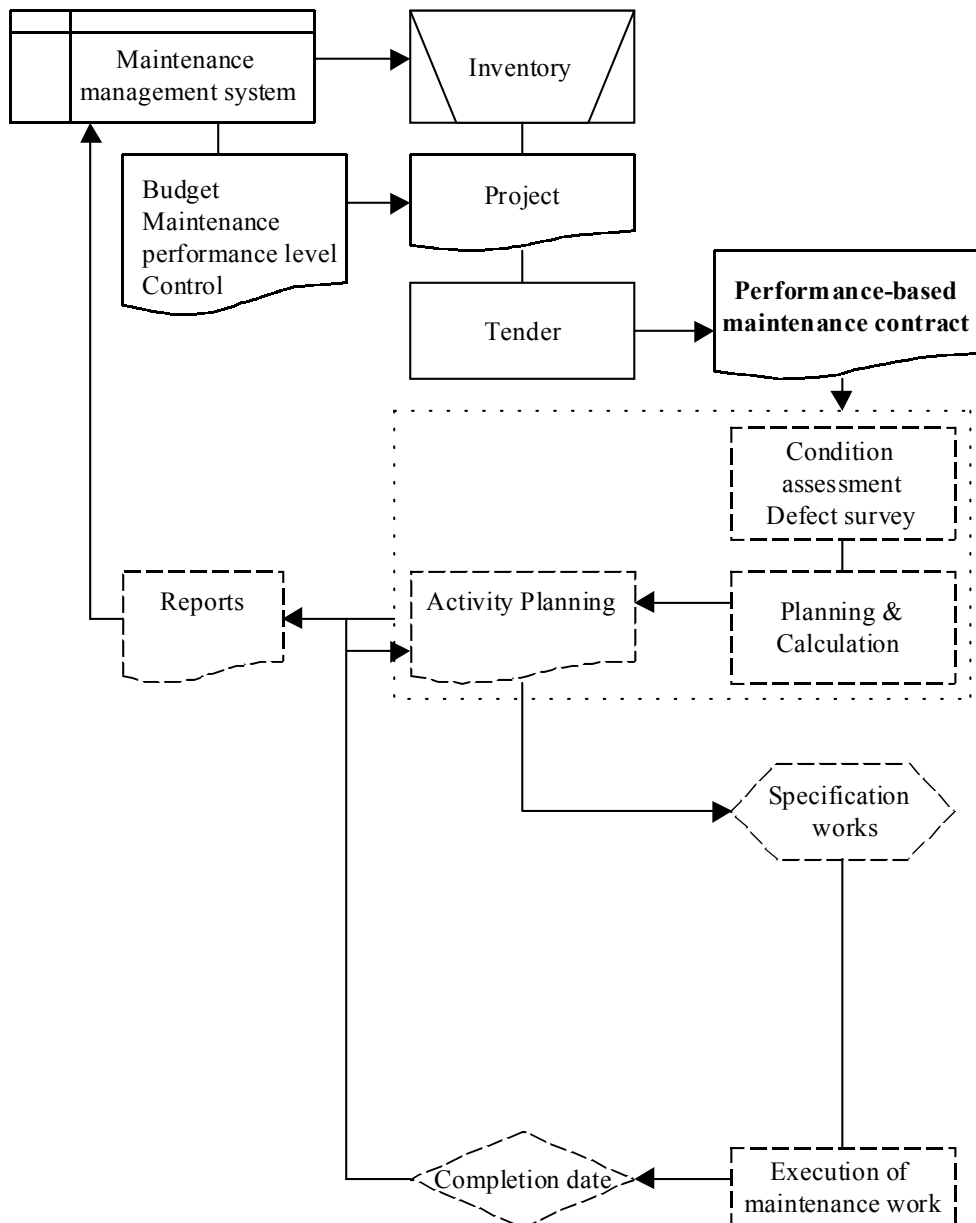 Maintenance
management system
Inventory
Budget
Maintenance
performance level
Control
Project
Tender
Performance-based
maintenance contract
Condition
assessment
Defect survey
Reports
Activity Planning
Planning &
Calculation
Specification
works
Completion date
Execution of
maintenance work